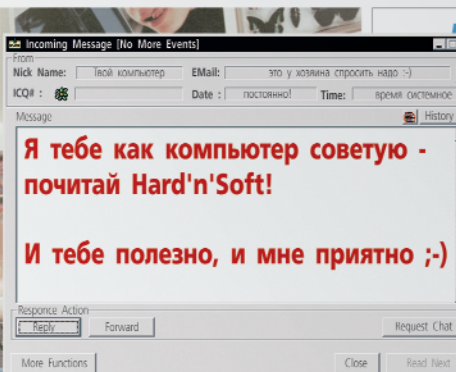 Incoming Message [No More Events]
From
Nick Name: Твой компьютер EMail: это у хозяина спросить надо :-)
ICQ# : Date : постоянно! Time: время системное
Message History
Я тебе как компьютер советую -
почитай Hard'n'Soft!
И тебе полезно, и мне приятно ;-)
Responce Action
Reply Forward Request Chat
More Functions Close Read Next